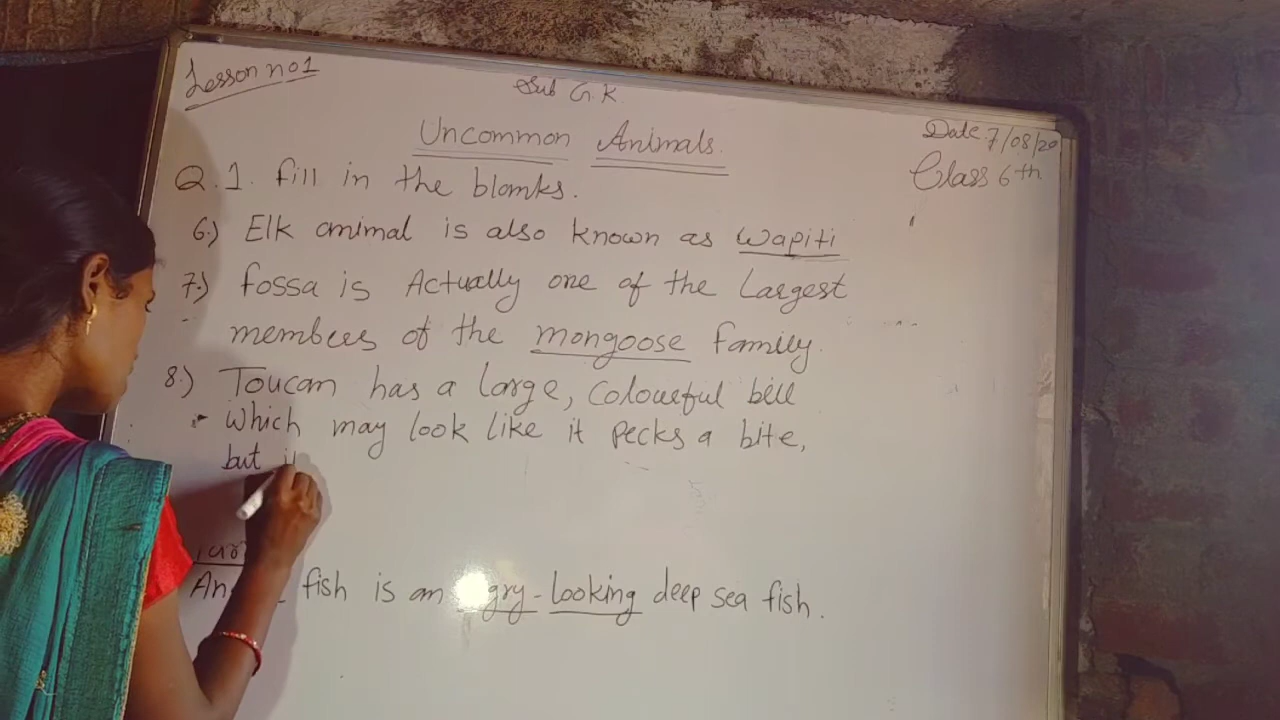 Lesson no 1
Sub G.K
Date 7/08/20
Uncommon Animals.
Class 6th
Q.1. Fill in the blanks.
6.) Elk animal is also known as Wapiti
7.) Fossa is Actually one of the Largest
members of the mongoose family.
8.) Toucan has a large, Colourful bill
Which may look like it pecks a bite,
but
fish is an looking deep sea fish.